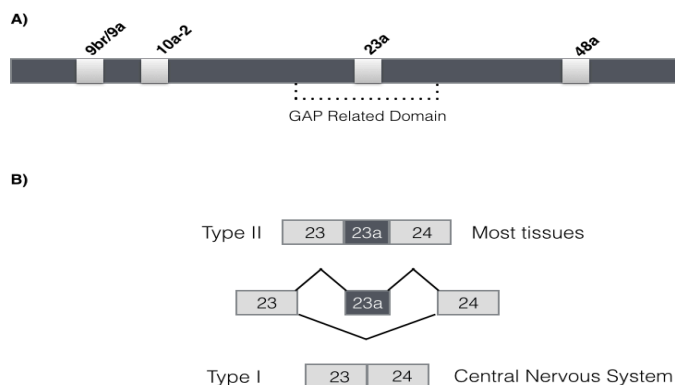 A)
9br/9a 10a-2 23a 48a
GAP Related Domain
B)
Type II 23 23a 24 Most tissues
23 23a 24
Type I 23 24 Central Nervous System